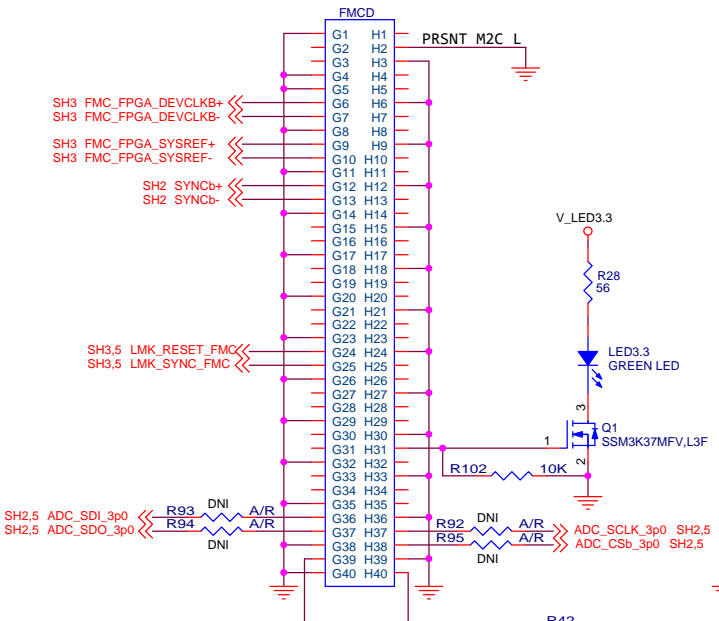 FMCD
G1 H1
G2 H2 PRSNT M2C L
G3 H3
G4 H4
G5 H5
SH3 FMC_FPGA_DEVCLKB+ G6 H6
SH3 FMC_FPGA_DEVCLKB- G7 H7
G8 H8
SH3 FMC_FPGA_SYSREF+ G9 H9
SH3 FMC_FPGA_SYSREF- G10 H10
G11 H11
SH2 SYNCb+ G12 H12
SH2 SYNCb- G13 H13
G14 H14
G15 H15
G16 H16
G17 H17
G18 H18
G19 H19
G20 H20
G21 H21
G22 H22
G23 H23
SH3,5 LMK_RESET_FMC G24 H24
SH3,5 LMK_SYNC_FMC G25 H25
G26 H26
G27 H27
G28 H28
G29 H29
G30 H30
G31 H31
G32 H32
G33 H33
G34 H34
G35 H35
SH2,5 ADC_SDI_3p0 R93 DNI A/R G36 H36
SH2,5 ADC_SDO_3p0 R94 DNI A/R G37 H37 R92 DNI A/R ADC_SCLK_3p0 SH2,5
G38 H38 R95 DNI A/R ADC_CSb_3p0 SH2,5
G39 H39
G40 H40
V_LED3.3
R28
56
LED3.3
GREEN LED
3
Q1
SSM3K37MFV,L3F
1
2
R102 10K
R42